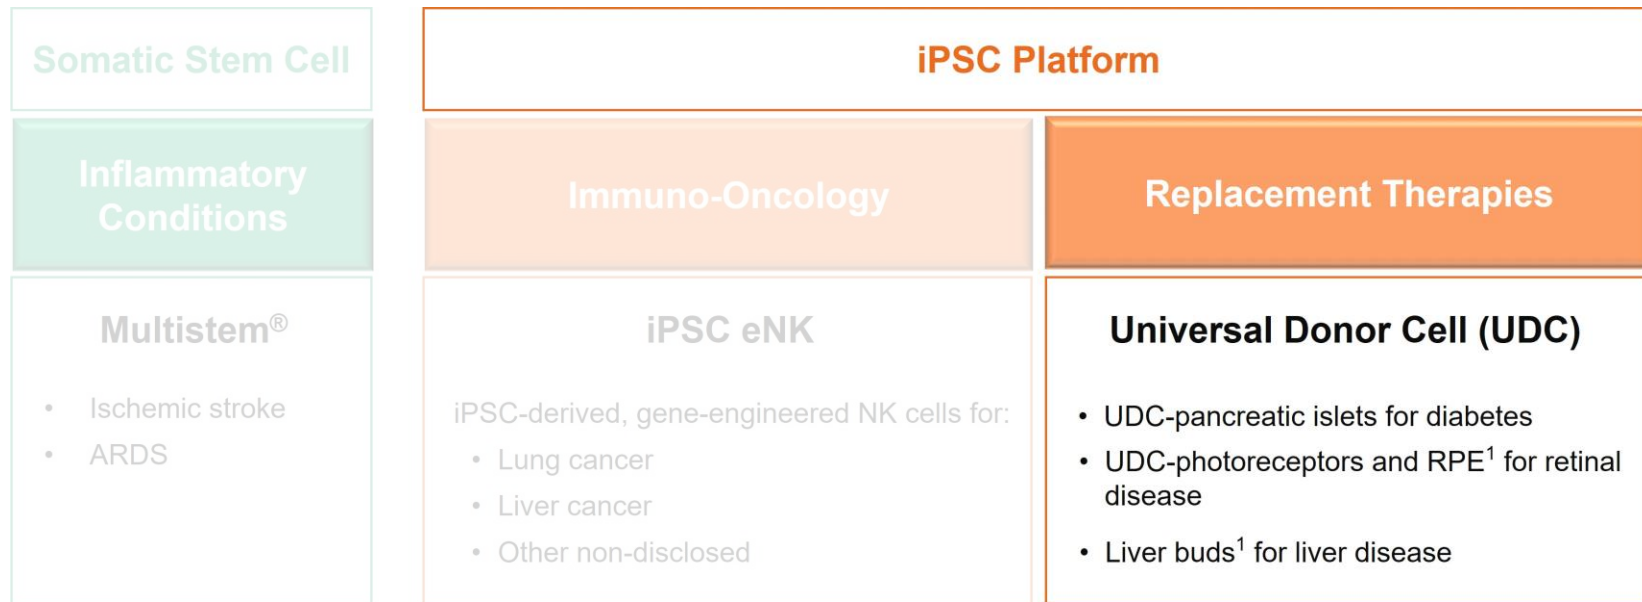 Somatic Stem Cell
iPSC Platform
Inflammatory
Conditions
Immuno-Oncology
Replacement Therapies
Multistem®
• Ischemic stroke
• ARDS
iPSC eNK
iPSC-derived, gene-engineered NK cells for:
• Lung cancer
• Liver cancer
• Other non-disclosed
Universal Donor Cell (UDC)
• UDC-pancreatic islets for diabetes
• UDC-photoreceptors and RPE¹ for retinal
disease
• Liver buds¹ for liver disease